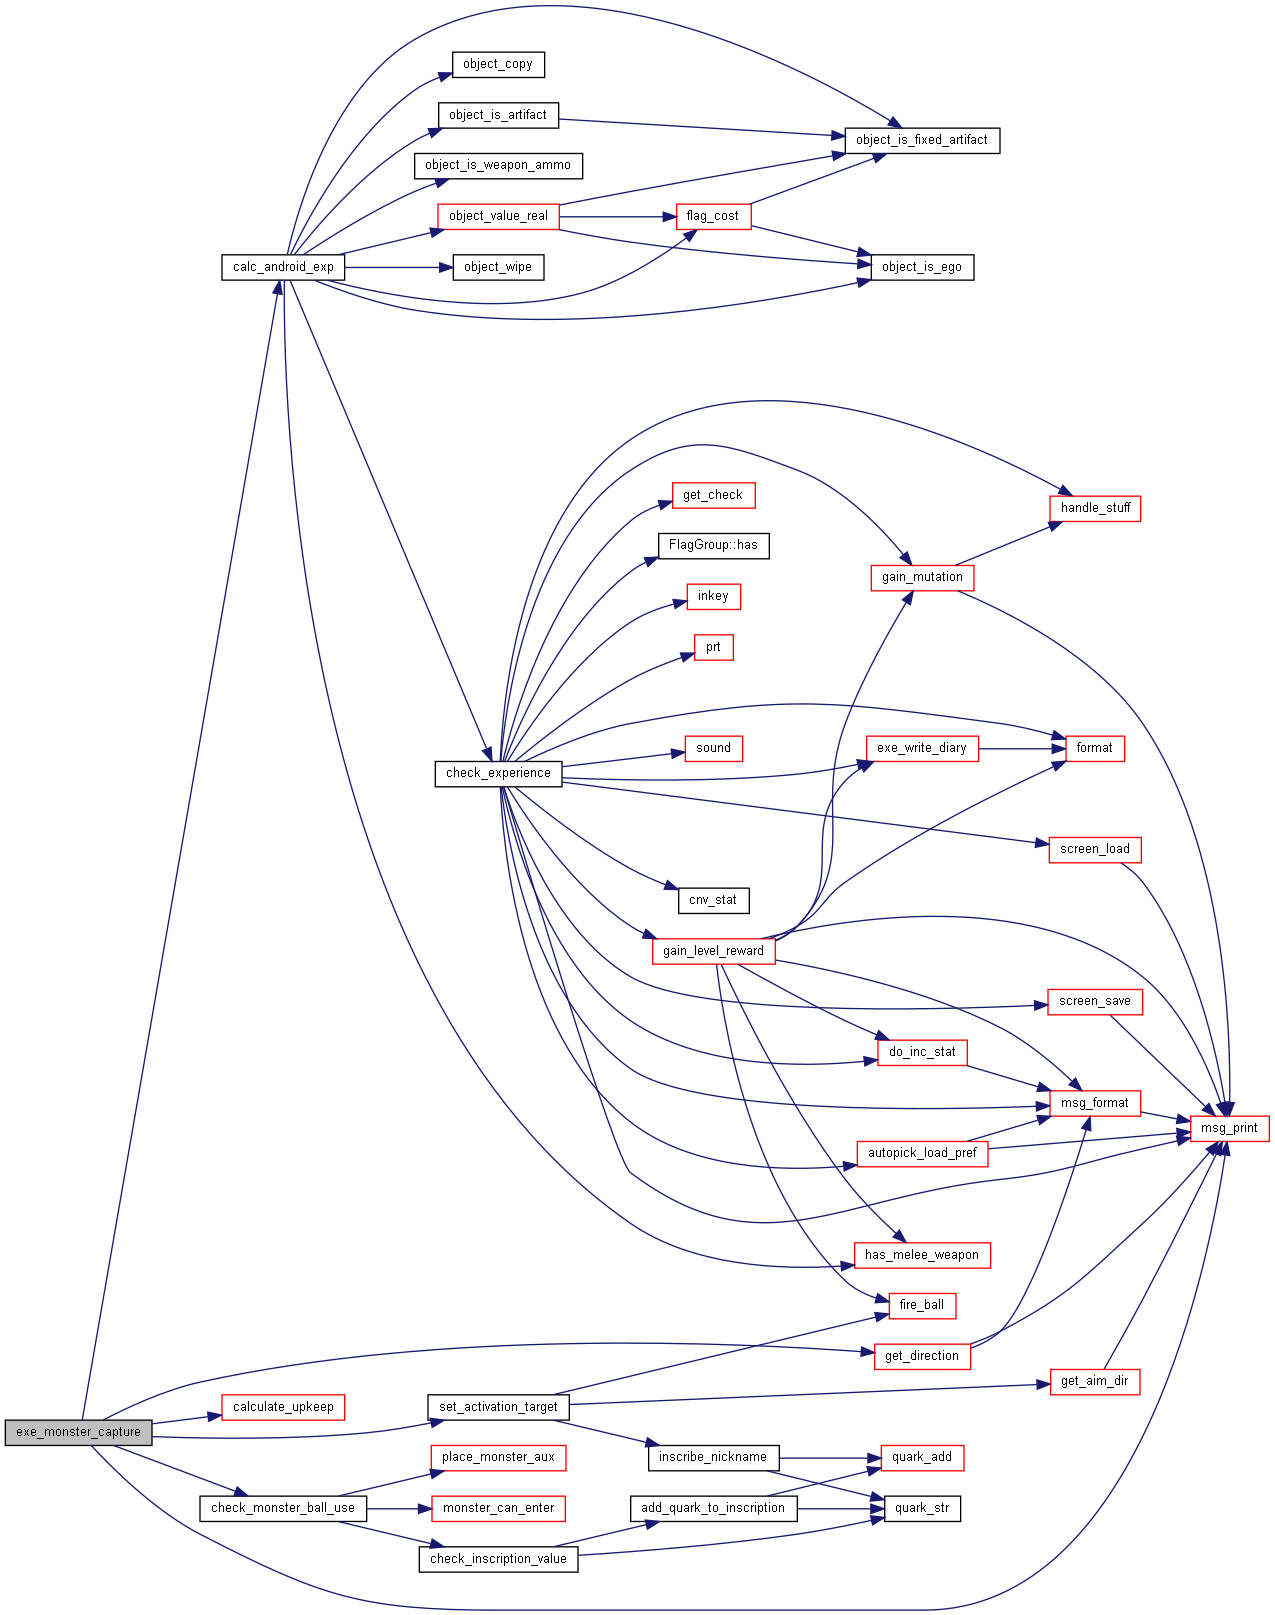 object_copy
object_is_artifact
object_is_fixed_artifact
object_is_weapon_ammo
object_value_real
flag_cost
calc_android_exp
object_wipe
object_is_ego
get_check
handle_stuff
FlagGroup::has
gain_mutation
inkey
prt
sound
exe_write_diary
format
check_experience
screen_load
cnv_stat
gain_level_reward
screen_save
do_inc_stat
msg_format
msg_print
autopick_load_pref
has_melee_weapon
fire_ball
get_direction
get_aim_dir
calculate_upkeep
set_activation_target
exe_monster_capture
place_monster_aux
inscribe_nickname
quark_add
check_monster_ball_use
monster_can_enter
add_quark_to_inscription
quark_str
check_inscription_value